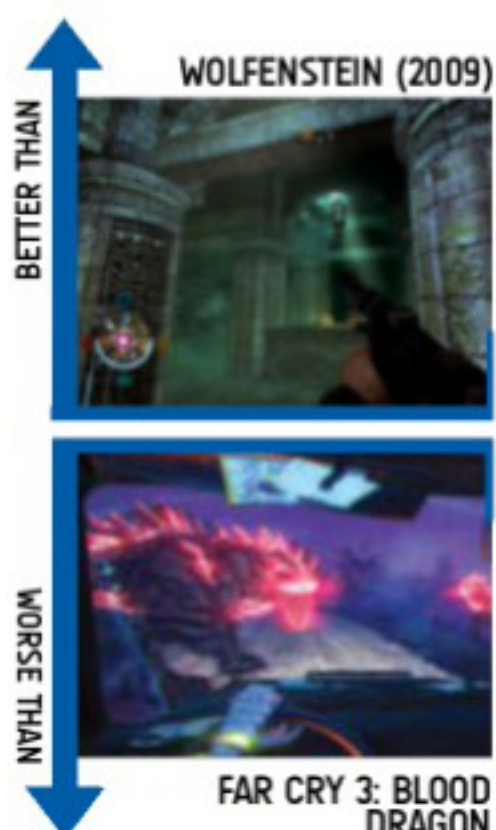 WOLFENSTEIN (2009)
BETTER THAN
WORSE THAN
FAR CRY 3: BLOOD
DRAGON